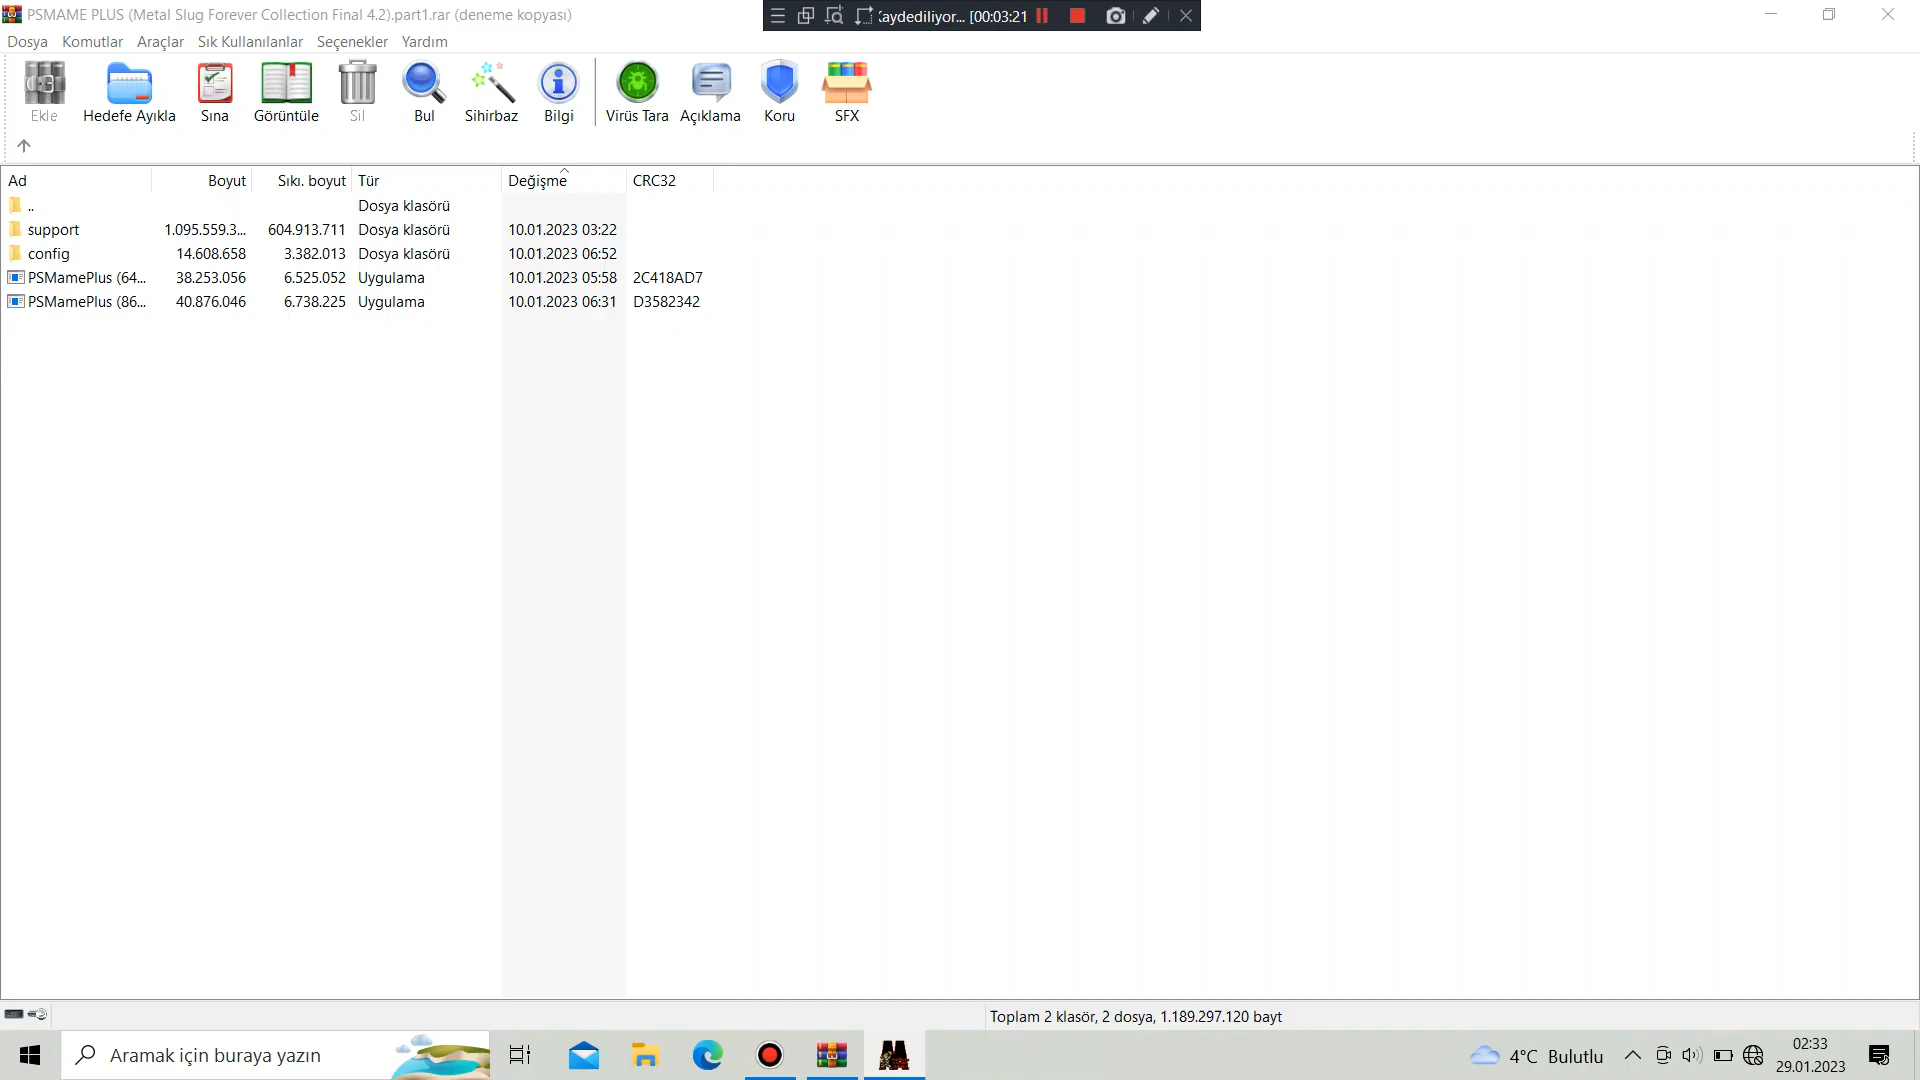 PSMAME PLUS (Metal Slug Forever Collection Final 4.2).part1.rar (deneme kopyası)
aydediliyor... [00:03:21
Dosya Komutlar Araçlar Sık Kullanılanlar Seçenekler Yardım
Ekle Hedefe Ayıkla Sına Görüntüle Sil Bul Sihirbaz Bilgi Virüs Tara Açıklama Koru SFX
Ad Boyut Sıkı. boyut Tür Değişme CRC32
.. Dosya klasörü
support 1.095.559.3... 604.913.711 Dosya klasörü 10.01.2023 03:22
config 14.608.658 3.382.013 Dosya klasörü 10.01.2023 06:52
PSMamePlus (64... 38.253.056 6.525.052 Uygulama 10.01.2023 05:58 2C418AD7
PSMamePlus (86... 40.876.046 6.738.225 Uygulama 10.01.2023 06:31 D3582342
Toplam 2 klasör, 2 dosya, 1.189.297.120 bayt
Aramak için buraya yazın
4°C Bulutlu
02:33
29.01.2023